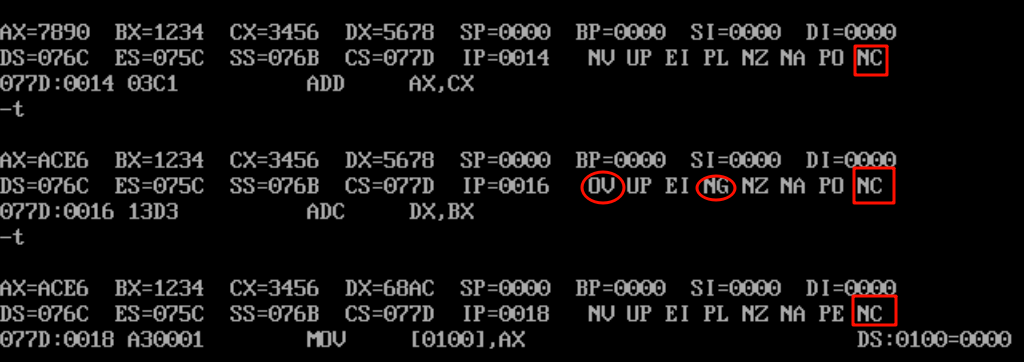 AX=7890 BX=1234 CX=3456 DX=5678 SP=0000 BP=0000 SI=0000 DI=0000
DS=076C ES=075C SS=076B CS=077D IP=0014 NV UP EI PL NZ NA PO NC
077D:0014 03C1 ADD AX,CX
-t
AX=ACE6 BX=1234 CX=3456 DX=5678 SP=0000 BP=0000 SI=0000 DI=0000
DS=076C ES=075C SS=076B CS=077D IP=0016 OV UP EI NG NZ NA PO NC
077D:0016 13D3 ADC DX,BX
-t
AX=ACE6 BX=1234 CX=3456 DX=68AC SP=0000 BP=0000 SI=0000 DI=0000
DS=076C ES=075C SS=076B CS=077D IP=0018 NV UP EI PL NZ NA PE NC
077D:0018 A30001 MOV [0100],AX DS:0100=0000